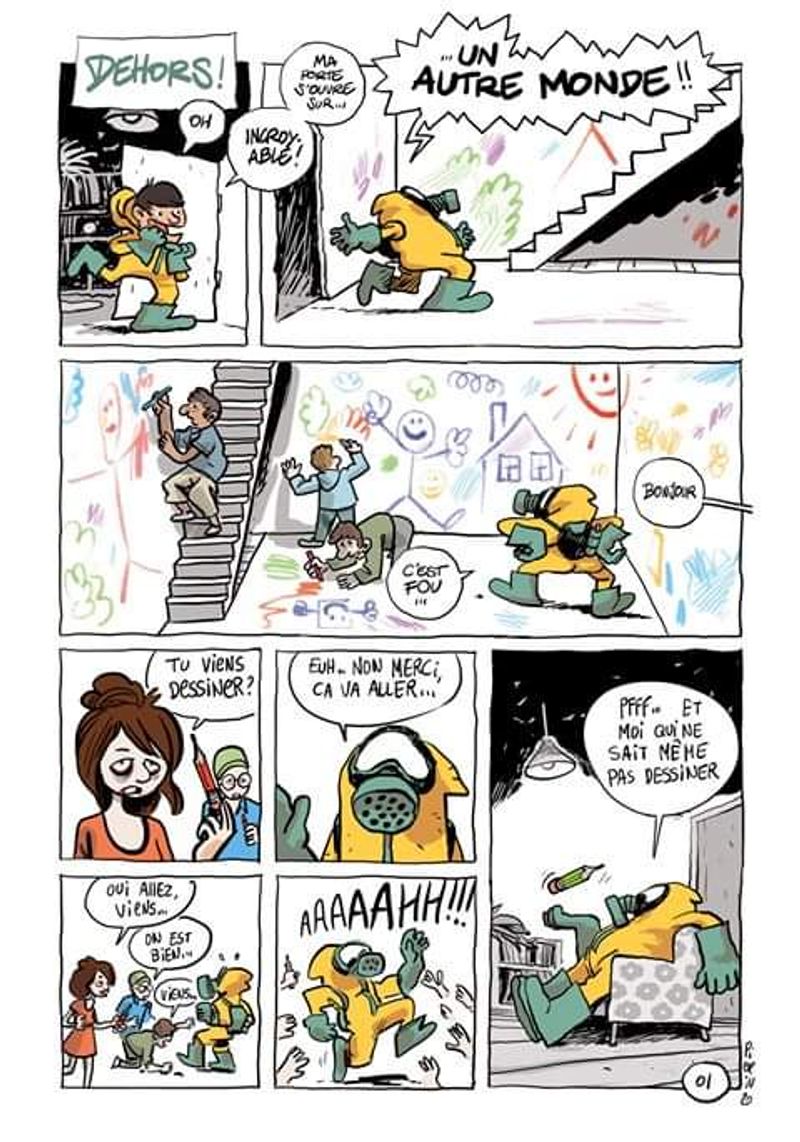 DEHORS!
OH
INCROY-
ABLE!
MA
PORTE
S'OUVRE
SUR...
...UN
AUTRE MONDE!!
C'EST
FOU
...
BONJOUR
TU VIENS
DESSINER?
EUH... NON MERCI,
CA VA ALLER...
OUI ALLEZ,
VIENS...
ON EST
BIEN...
VIENS...
AAAAAHH!!!
PFFF... ET
MOI QUI NE
SAIT MÊME
PAS DESSINER
01